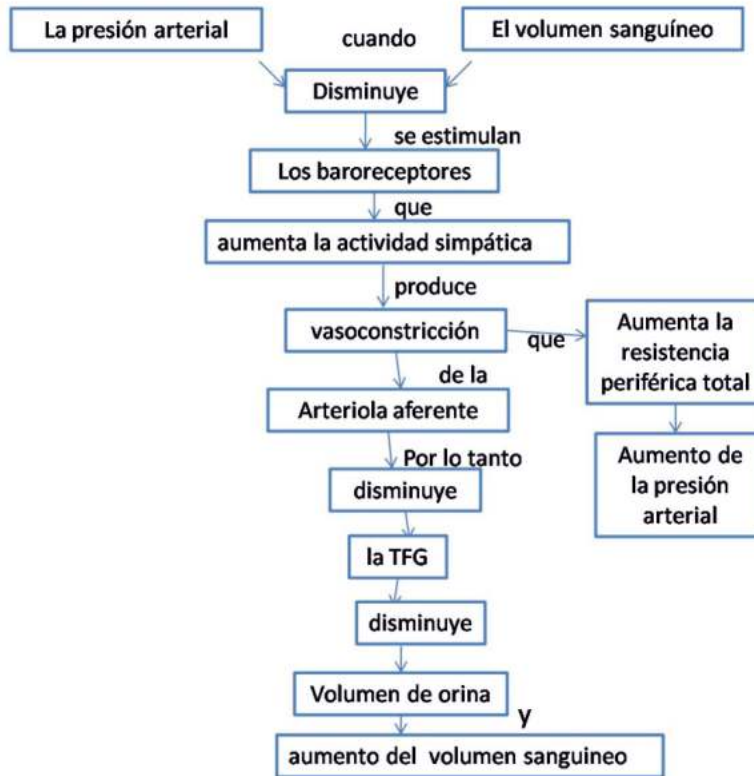 La presión arterial
cuando
El volumen sanguíneo
Disminuye
se estimulan
Los baroreceptores
que
aumenta la actividad simpática
produce
vasoconstricción
que
Aumenta la
resistencia
periférica total
de la
Arteriola aferente
Aumento de
la presión
arterial
Por lo tanto
disminuye
la TFG
disminuye
Volumen de orina
y
aumento del volumen sanguineo